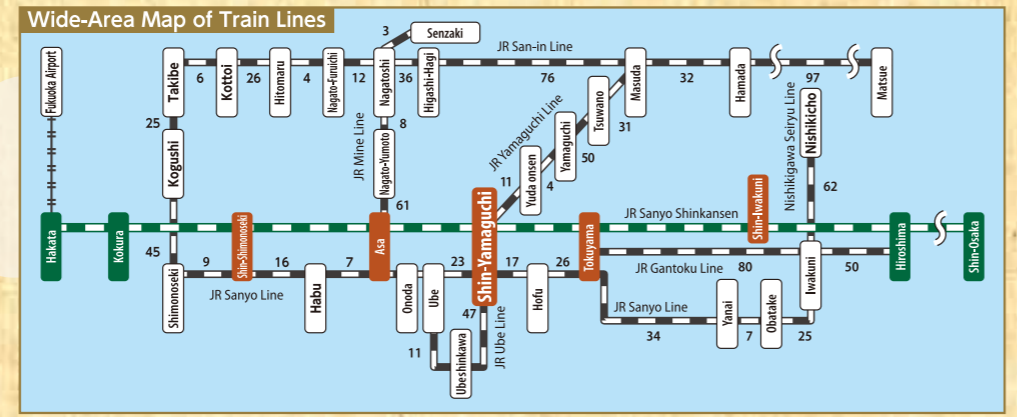 Wide-Area Map of Train Lines
3
Senzaki
JR San-in Line
Fukuoka Airport
Takibe
6
Kottoi
26
Hitomaru
4
Nagato-Furuichi
12
Nagatoshi
36
Higashi-Hagi
76
Masuda
32
Hamada
97
Matsue
Tsuwano
31
JR Yamaguchi Line
Yamaguchi
50
4
Yuda onsen
11
25
Kogushi
JR Mine Line
8
Nagato-Yumoto
61
Nishikigawa Seiryu Line
Nishikicho
62
Hakata
Kokura
45
Shin-Shimonoseki
Asa
Shin-Yamaguchi
Tokuyama
JR Sanyo Shinkansen
Shin-Iwakuni
Hiroshima
Shin-Osaka
Shimonoseki
9
16
Habu
7
JR Sanyo Line
Onoda
Ube
23
17
Hofu
26
JR Gantoku Line
80
Iwakuni
50
47
JR Ube Line
11
Ubeshinkawa
JR Sanyo Line
34
Yanai
7
Obatake
25